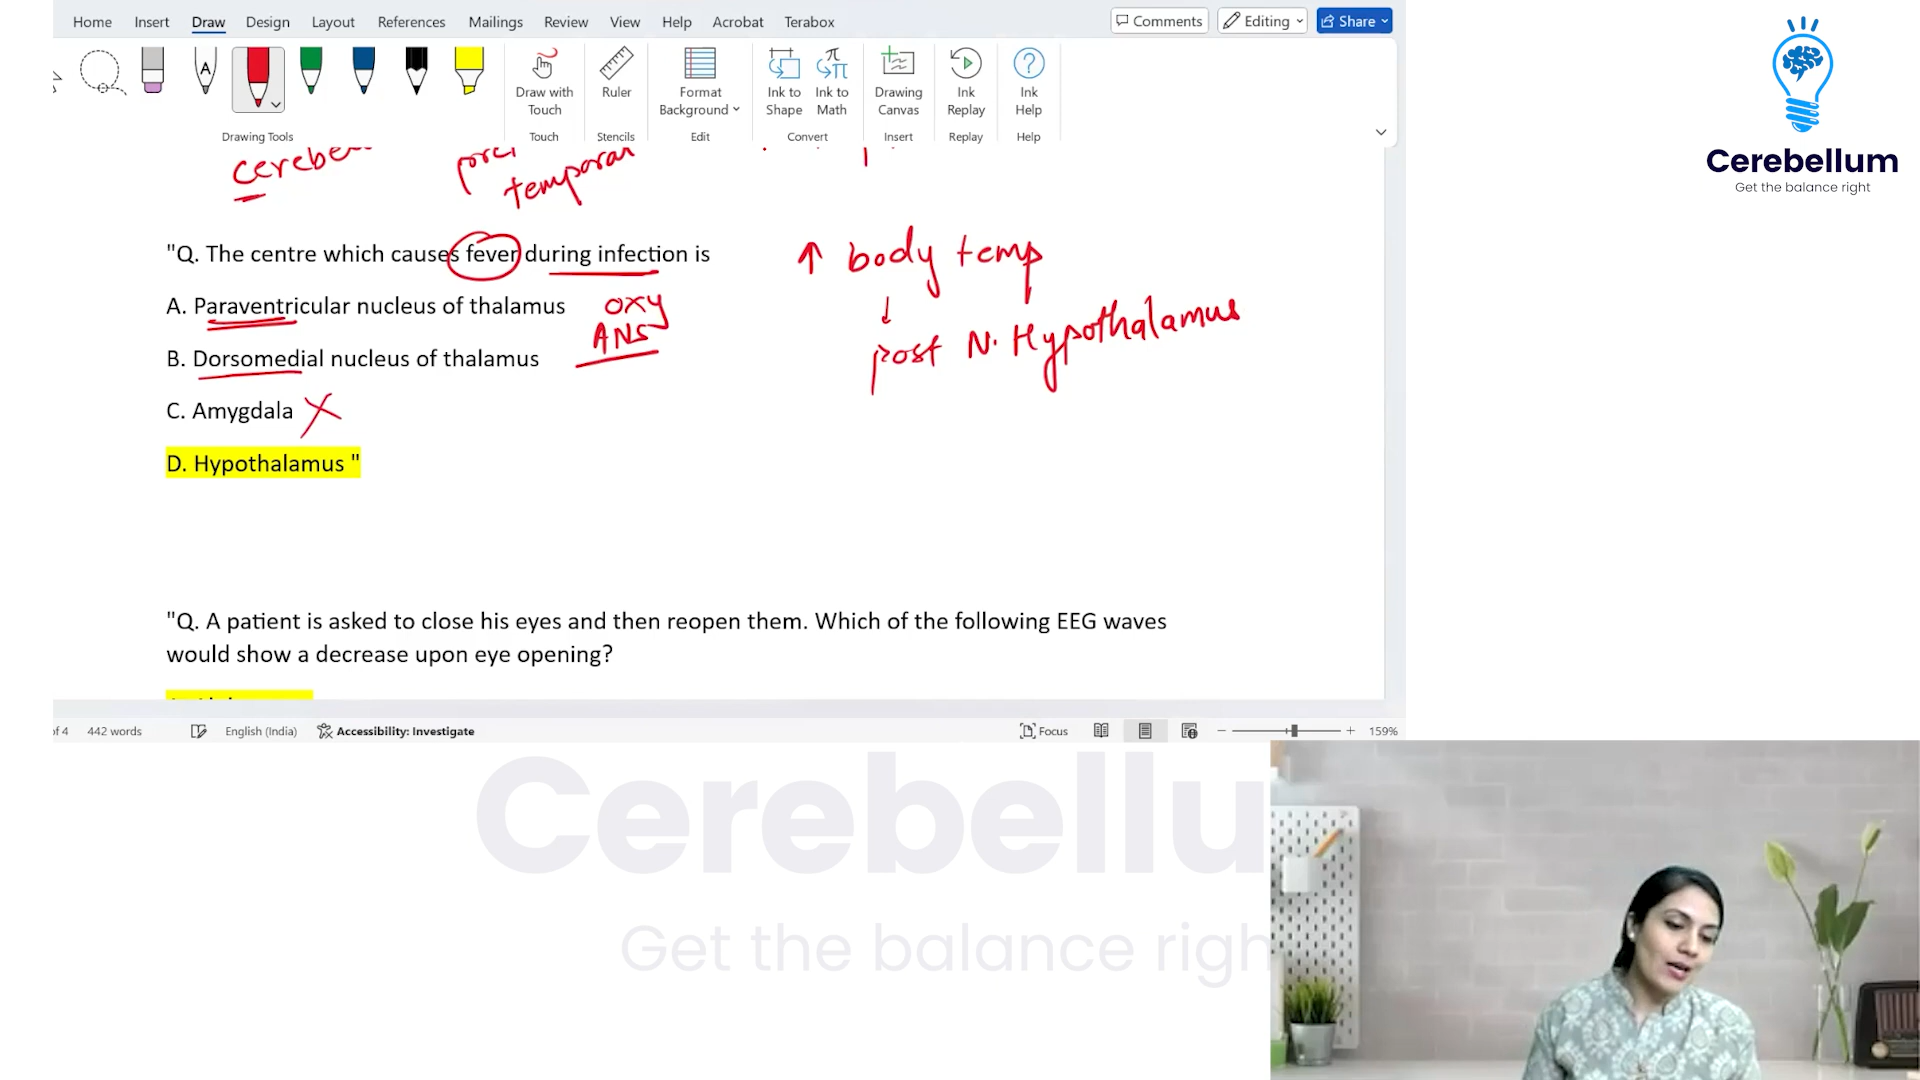 Home Insert Draw Design Layout References Mailings Review View Help Acrobat Terabox
Comments Editing Share
Draw with Touch
Ruler
Format Background
Ink to Shape
Ink to Math
Drawing Canvas
Ink Replay
Ink Help
Drawing Tools Touch Stencils Edit Convert Insert Replay Help
Cerebellum
Get the balance right
temporal
"Q. The centre which causes fever during infection is
↑ body temp
↓
post N. Hypothalamus
A. Paraventricular nucleus of thalamus
oxy
ANS
B. Dorsomedial nucleus of thalamus
C. Amygdala
D. Hypothalamus "
"Q. A patient is asked to close his eyes and then reopen them. Which of the following EEG waves
would show a decrease upon eye opening?
of 4 442 words English (India) Accessibility: Investigate Focus 159%
Cerebellu
Get the balance righ